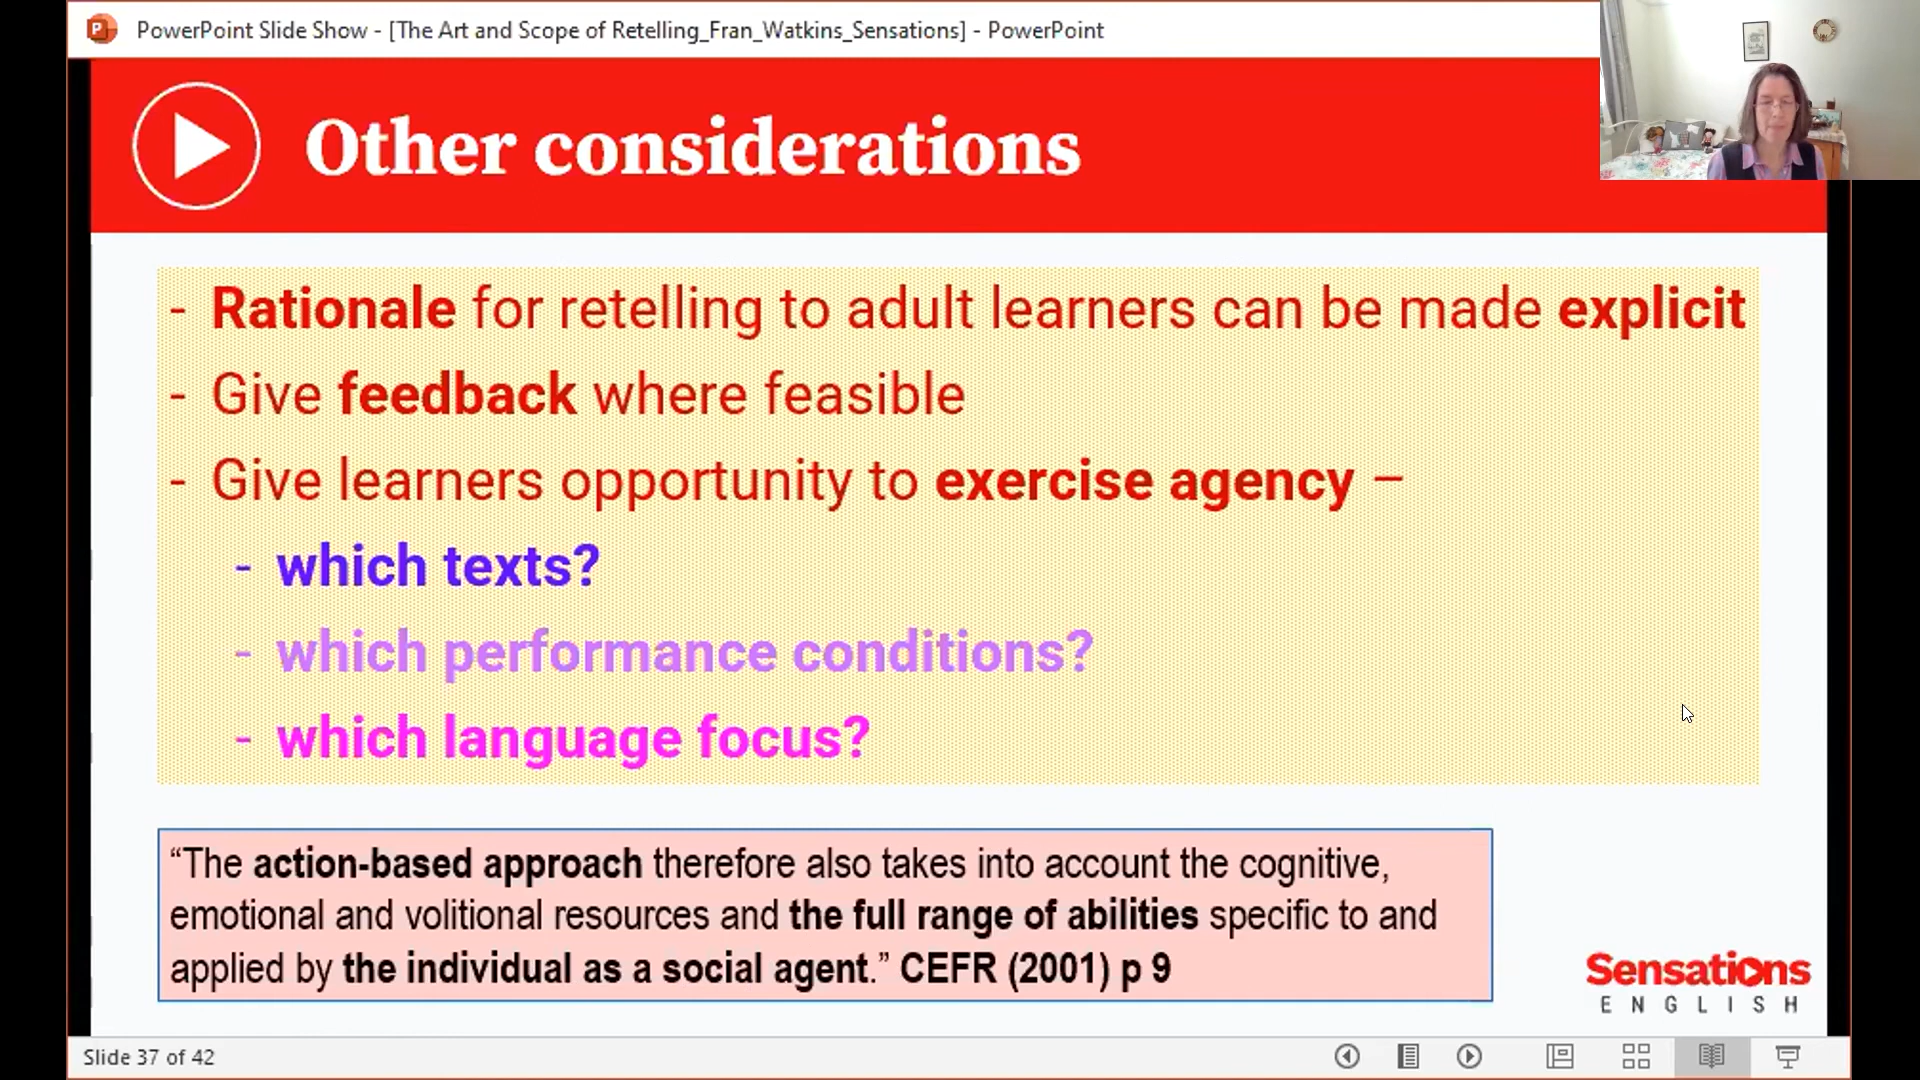 PowerPoint Slide Show - [The Art and Scope of Retelling_Fran_Watkins_Sensations] - PowerPoint
Other considerations
- Rationale for retelling to adult learners can be made explicit
- Give feedback where feasible
- Give learners opportunity to exercise agency –
- which texts?
- which performance conditions?
- which language focus?
“The action-based approach therefore also takes into account the cognitive,
emotional and volitional resources and the full range of abilities specific to and
applied by the individual as a social agent.” CEFR (2001) p 9
Sensations
ENGLISH
Slide 37 of 42